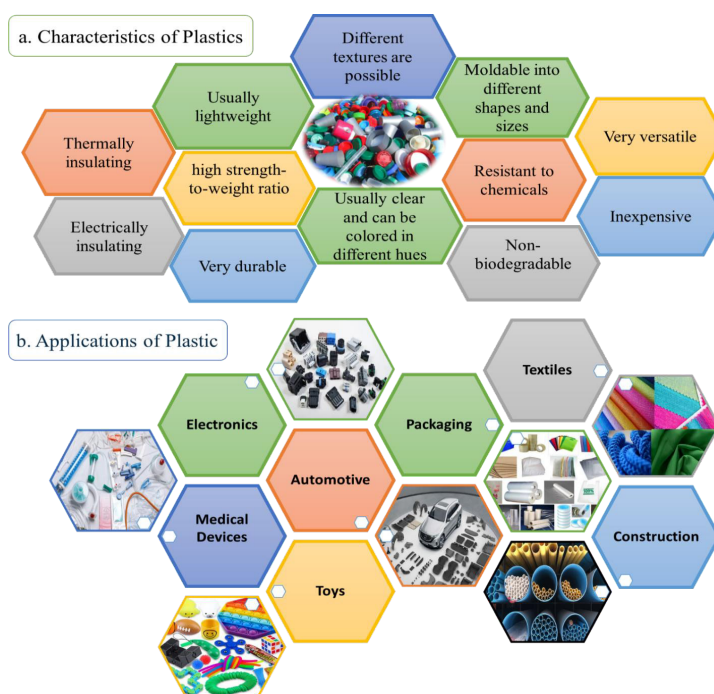 a. Characteristics of Plastics
Different
textures are
possible
Usually
lightweight
Moldable into
different
shapes and
sizes
Thermally
insulating
Very versatile
high strength-
to-weight ratio
Resistant to
chemicals
Usually clear
and can be
colored in
different hues
Electrically
insulating
Inexpensive
Very durable
Non-
biodegradable
b. Applications of Plastic
Textiles
Electronics
Packaging
Automotive
Medical
Devices
Construction
Toys